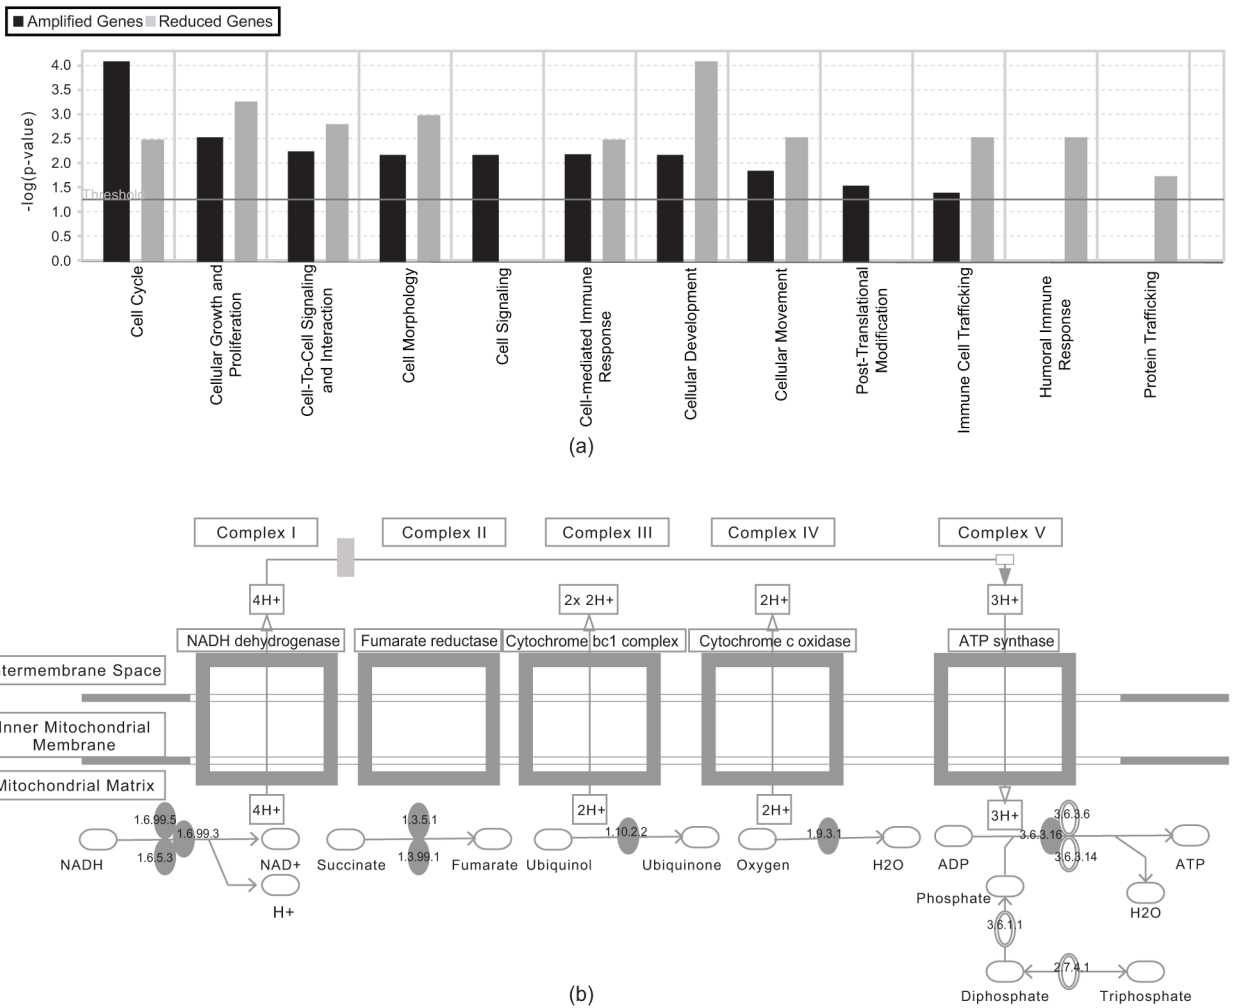 Amplified Genes Reduced Genes
4.0
3.5
3.0
2.5
2.0
1.5
1.0
0.5
0.0
-log(p-value)
Threshold
Cell Cycle
Cellular Growth and
Proliferation
Cell-To-Cell Signaling
and Interaction
Cell Morphology
Cell Signaling
Cell-mediated Immune
Response
Cellular Development
Cellular Movement
Post-Translational
Modification
Immune Cell Trafficking
Humoral Immune
Response
Protein Trafficking
(a)
Complex I Complex II Complex III Complex IV Complex V
4H+ 2x 2H+ 2H+ 3H+
NADH dehydrogenase Fumarate reductase Cytochrome bc1 complex Cytochrome c oxidase ATP synthase
ntermembrane Space
Inner Mitochondrial
Membrane
Mitochondrial Matrix
4H+ 2H+ 2H+ 3H+
1.6.99.5 1.3.5.1 3.6.3.6
1.6.99.3 1.10.2.2 1.9.3.1 3.6.3.16
1.6.5.3 1.3.99.1 3.6.3.14
NADH NAD+ Succinate Fumarate Ubiquinol Ubiquinone Oxygen H2O ADP ATP
H+ Phosphate H2O
3.6.1.1
2.7.4.1
Diphosphate Triphosphate
(b)